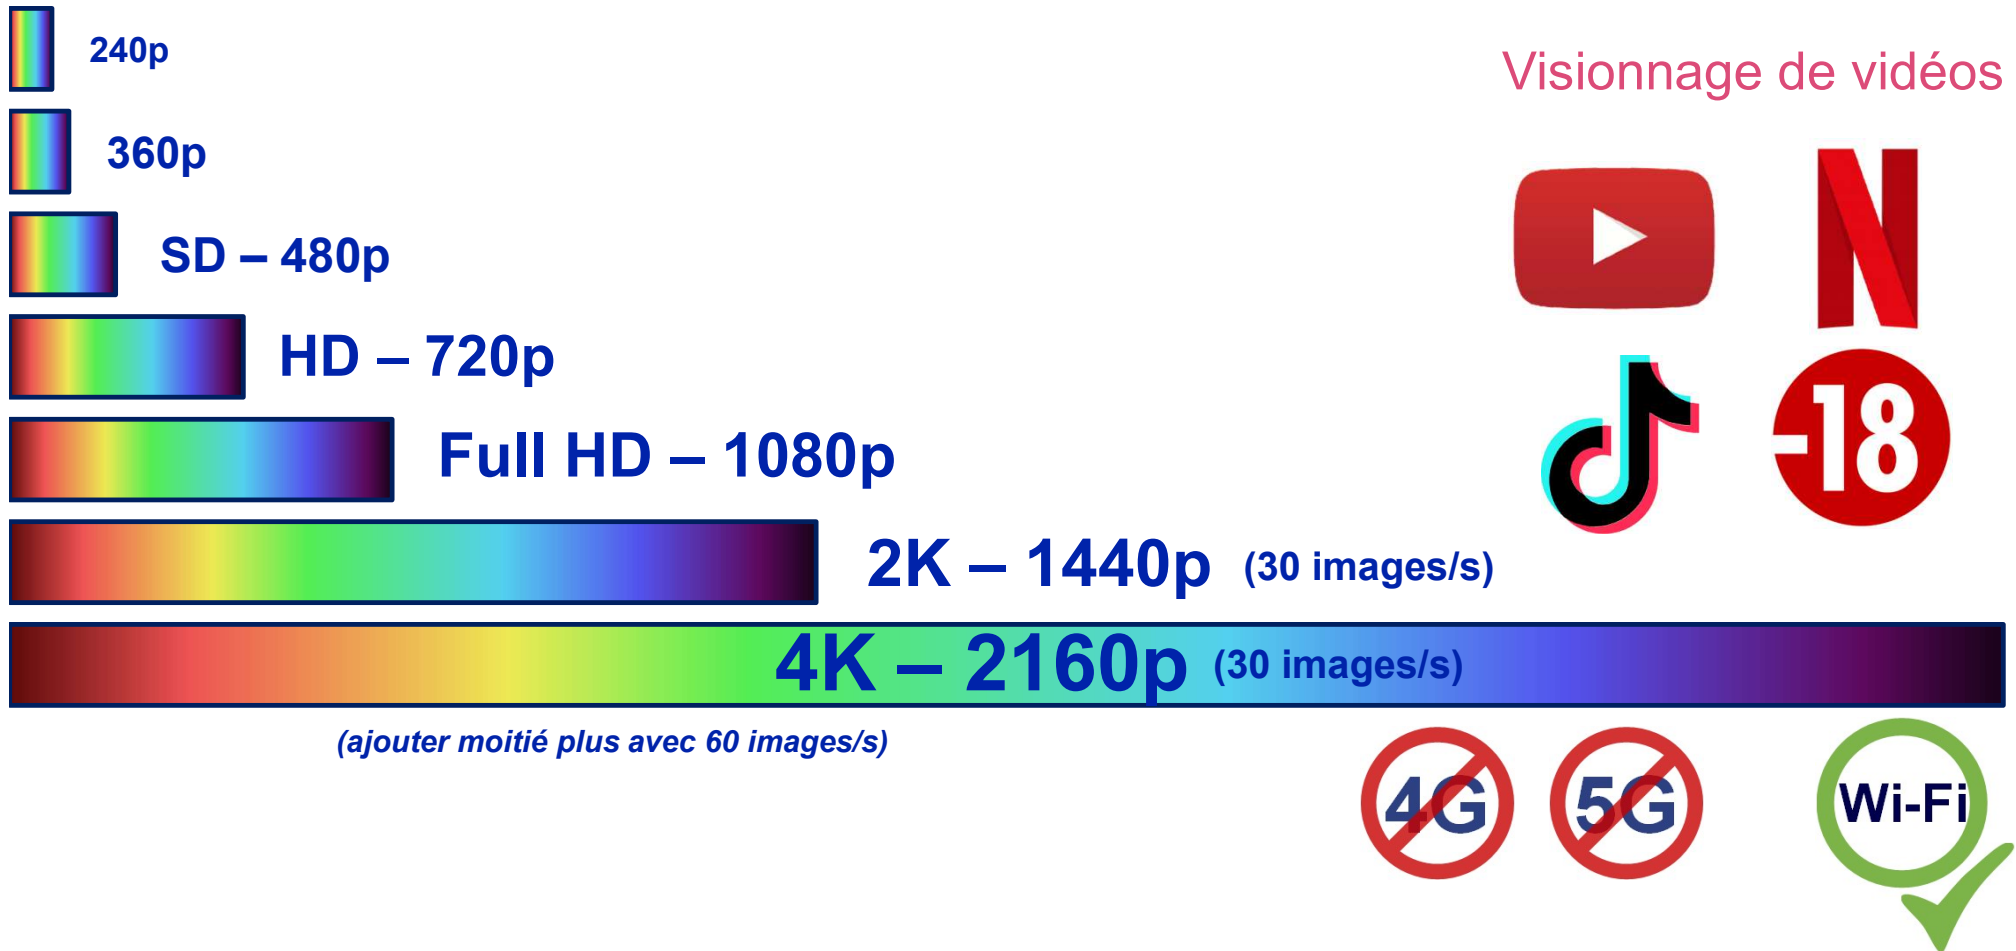 240p
Visionnage de vidéos
360p
SD – 480p
HD – 720p
-18
Full HD – 1080p
2K – 1440p (30 images/s)
4K – 2160p (30 images/s)
(ajouter moitié plus avec 60 images/s)
4G
5G
Wi-Fi